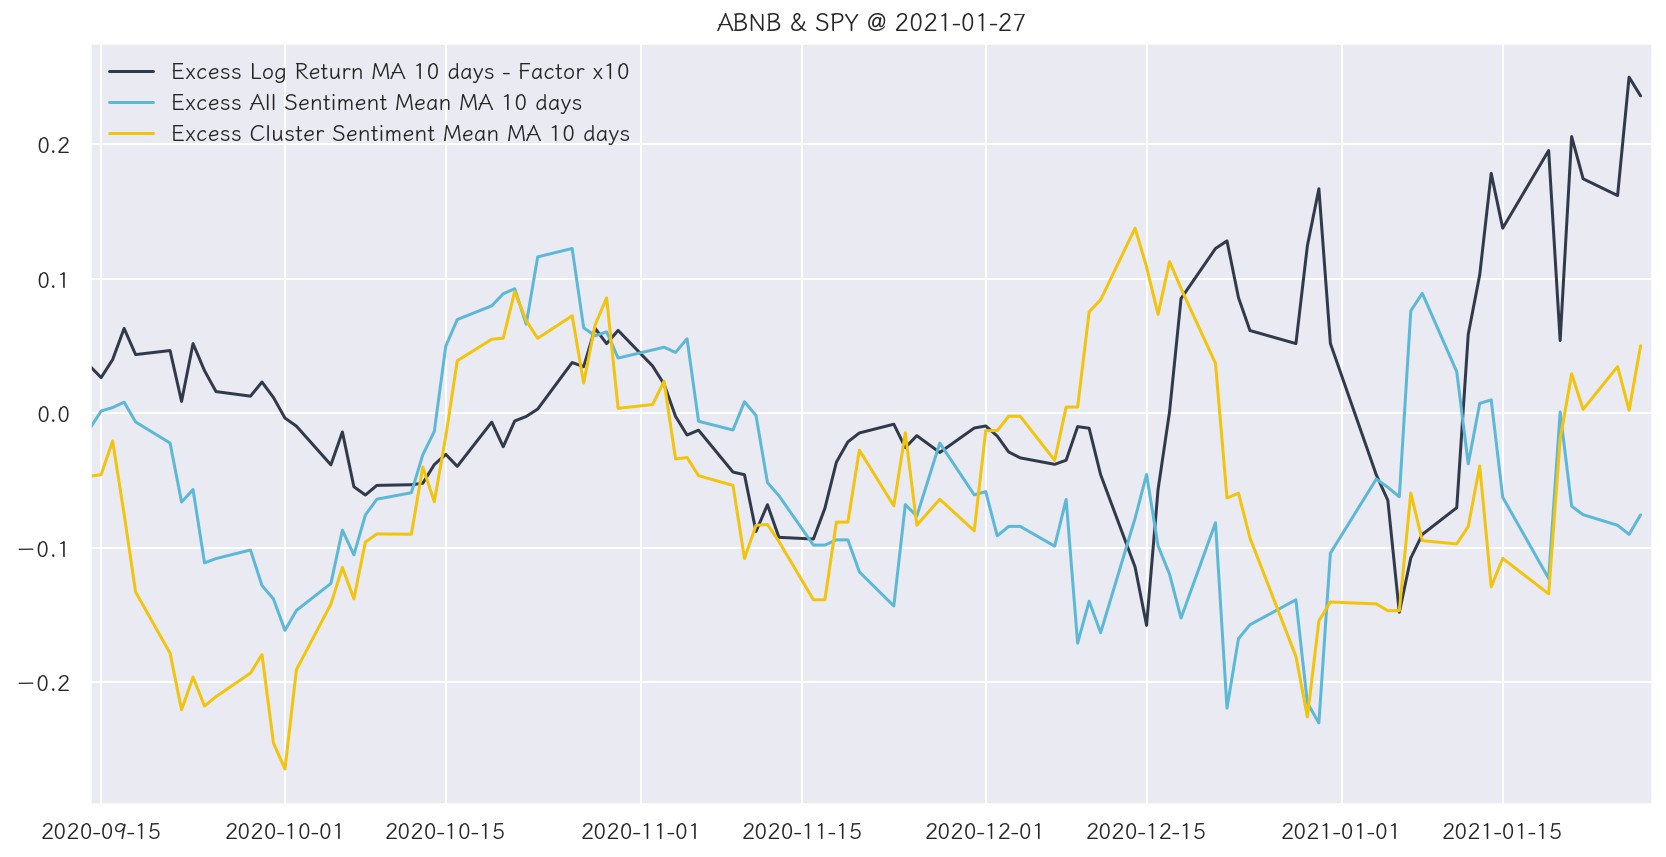 ABNB & SPY @ 2021-01-27
Excess Log Return MA 10 days - Factor x10
Excess All Sentiment Mean MA 10 days
Excess Cluster Sentiment Mean MA 10 days
0.2
0.1
0.0
−0.1
−0.2
2020-09-15 2020-10-01 2020-10-15 2020-11-01 2020-11-15 2020-12-01 2020-12-15 2021-01-01 2021-01-15